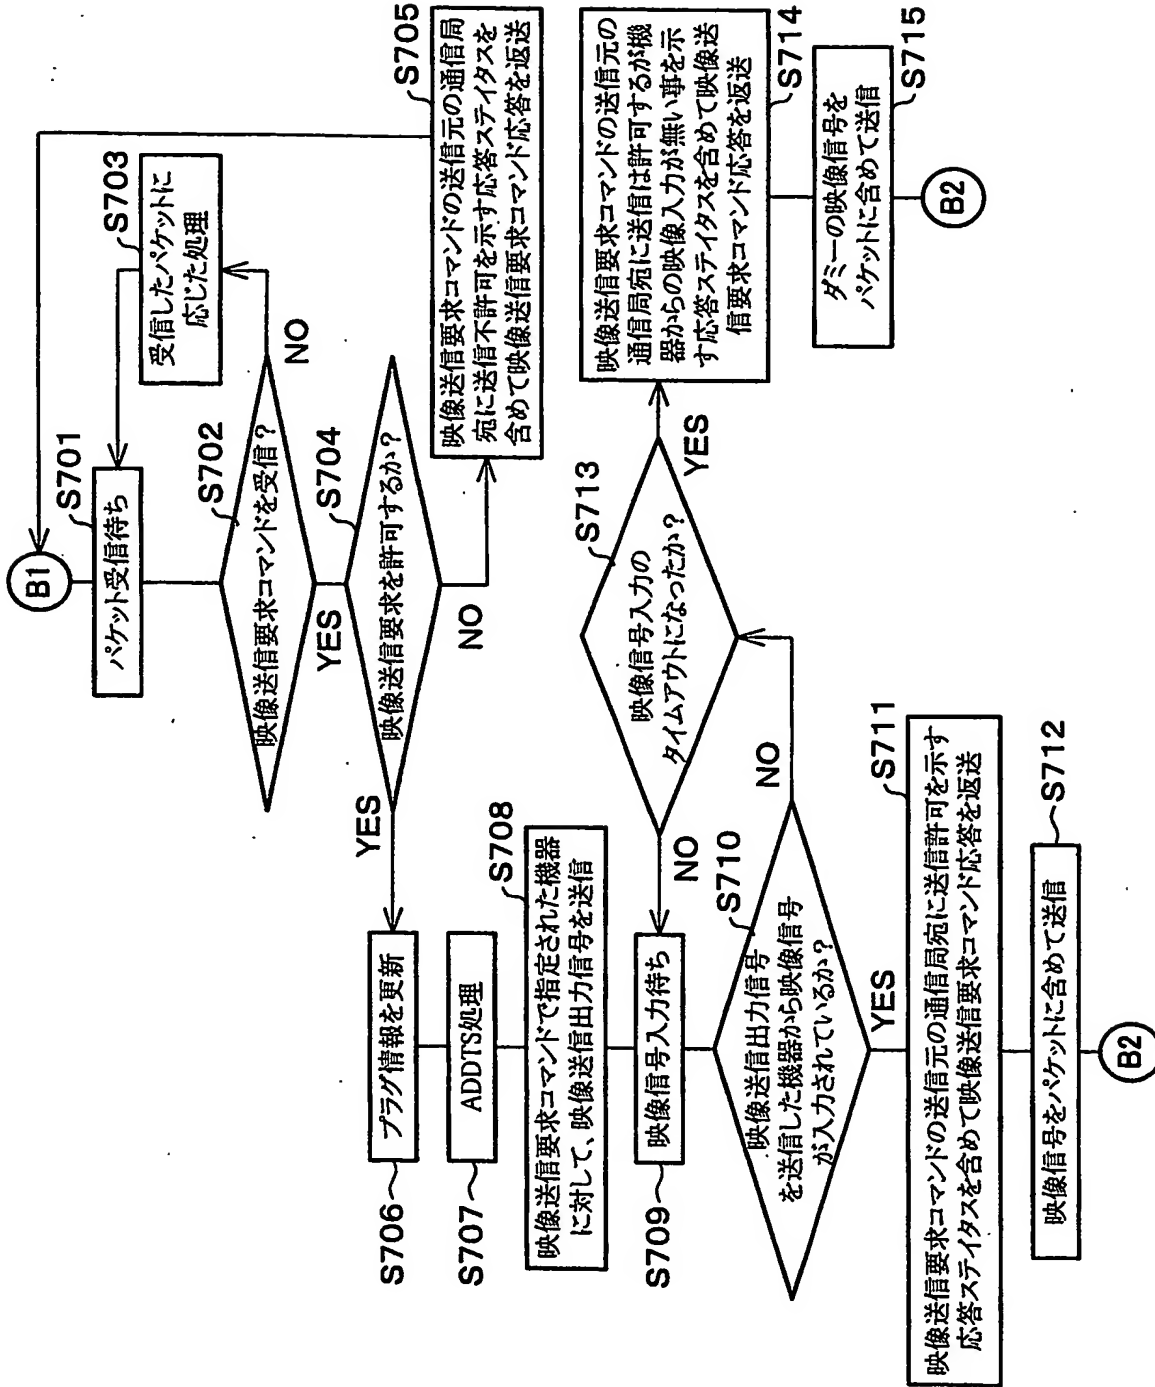 B1
S701
パケット受信待ち
S702
映像送信要求コマンドを受信?
NO
S703
受信したパケットに
応じた処理
YES
S704
映像送信要求を許可するか?
NO
S705
映像送信要求コマンドの送信元の通信局
宛に送信不許可を示す応答ステイタスを
含めて映像送信要求コマンド応答を返送
YES
S706
プラグ情報を更新
S707
ADDTS処理
S708
映像送信要求コマンドで指定された機器
に対して、映像送出力信号を送信
S709
映像信号入力待ち
S710
映像送信出力信号
を送信した機器から映像信号
が入力されているか?
NO
YES
S711
映像送信要求コマンドの送信元の通信局宛に送信許可を示す
応答ステイタスを含めて映像送信要求コマンド応答を返送
S712
映像信号をパケットに含めて送信
B2
S713
映像信号入力の
タイムアウトになったか?
NO
YES
S714
映像送信要求コマンドの送信元の
通信局宛に送信は許可するが機
器からの映像入力が無い事を示
す応答ステイタスを含めて映像送
信要求コマンド応答を返送
S715
ダミーの映像信号を
パケットに含めて送信
B2